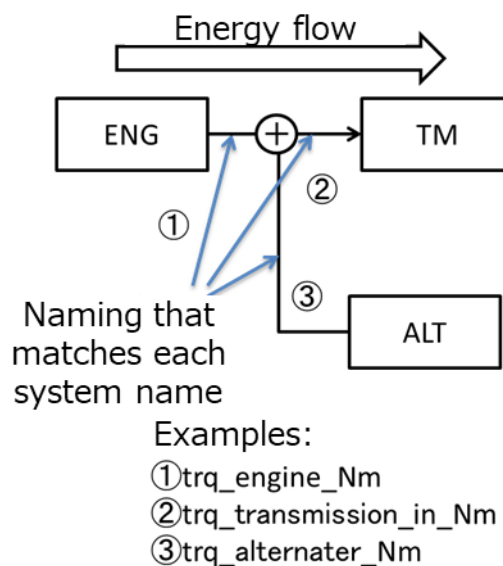 Energy flow
ENG
+
TM
①
②
③
Naming that
matches each
system name
ALT
Examples:
①trq_engine_Nm
②trq_transmission_in_Nm
③trq_alternater_Nm